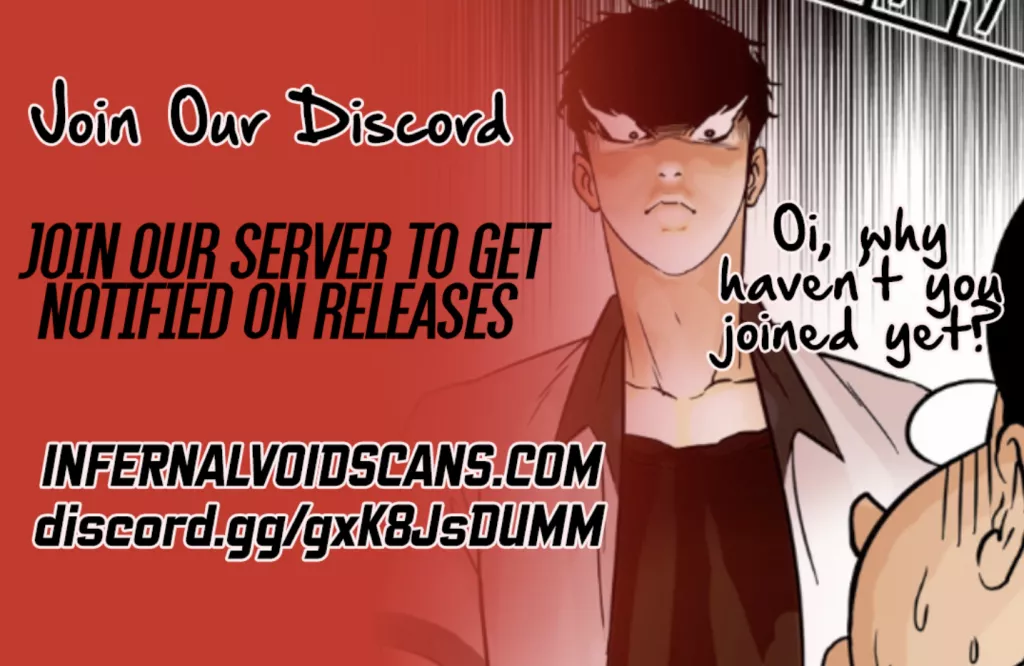 Join Our Discord
JOIN OUR SERVER TO GET
NOTIFIED ON RELEASES
Oi, why
haven't you
joined yet?
INFERNALVOIDSCANS.COM
discord.gg/gxK8JsDUMM